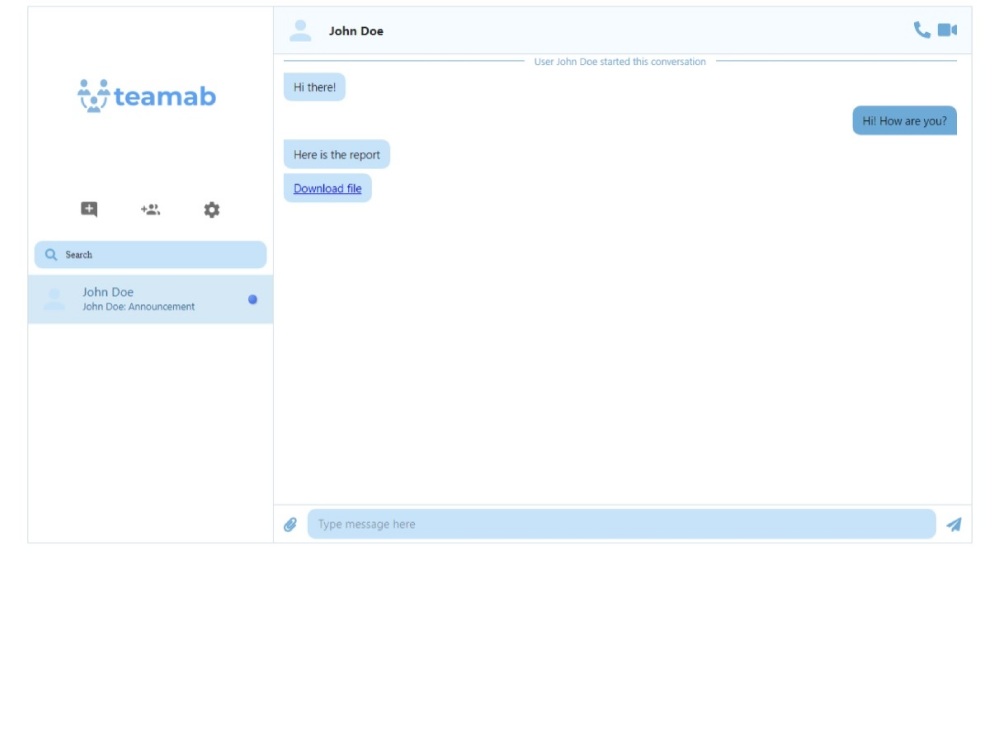 teamab
Search
John Doe
John Doe: Announcement
John Doe
User John Doe started this conversation
Hi there!
Hi! How are you?
Here is the report
Download file
Type message here